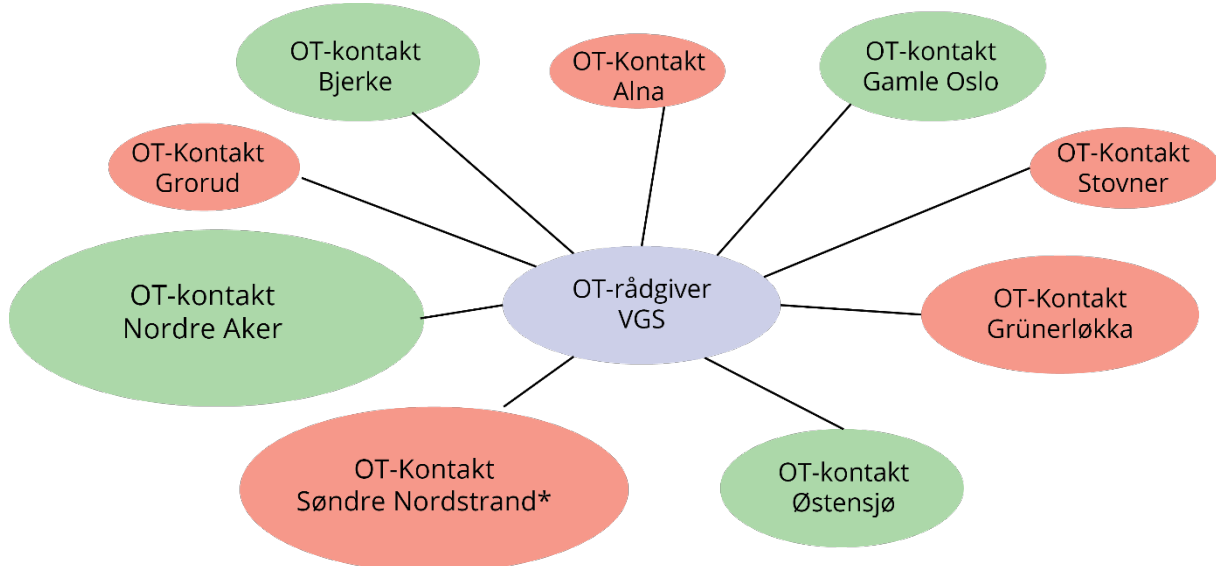 OT-kontakt
Bjerke
OT-Kontakt
Alna
OT-kontakt
Gamle Oslo
OT-Kontakt
Grorud
OT-Kontakt
Stovner
OT-kontakt
Nordre Aker
OT-rådgiver
VGS
OT-Kontakt
Grünerløkka
OT-Kontakt
Søndre Nordstrand*
OT-kontakt
Østensjø